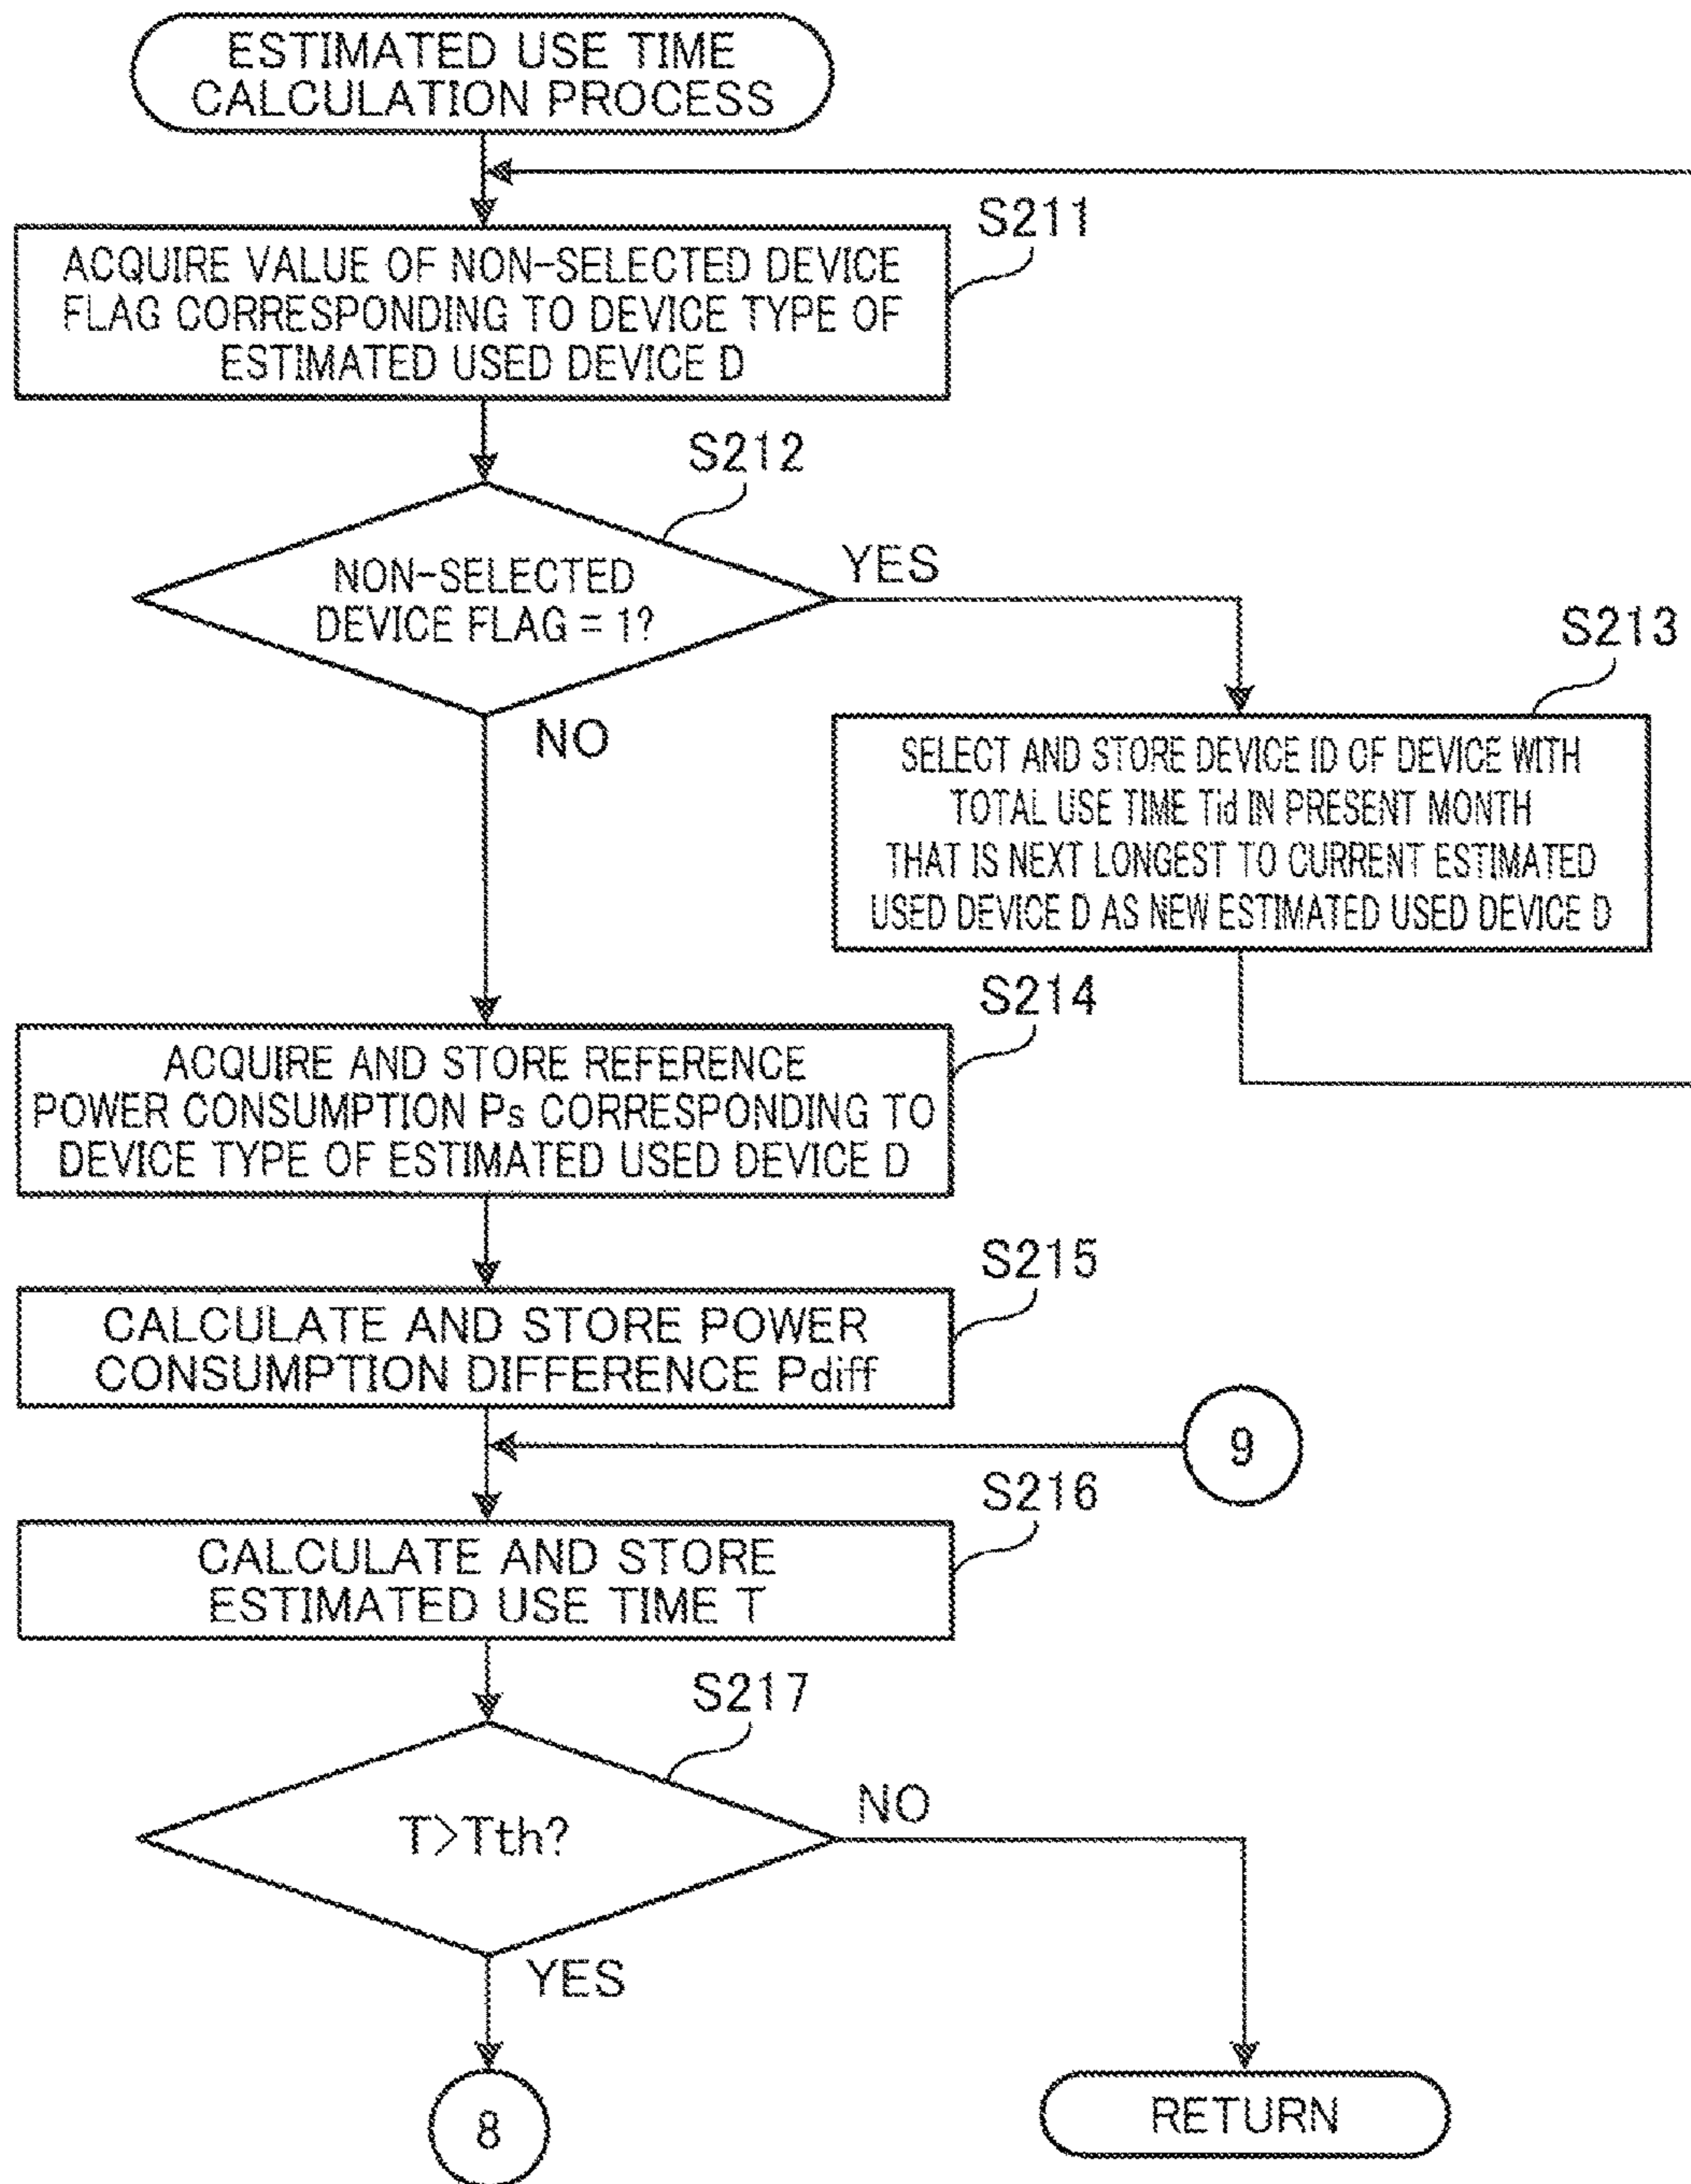 ESTIMATED USE TIME
CALCULATION PROCESS
S211
ACQUIRE VALUE OF NON-SELECTED DEVICE
FLAG CORRESPONDING TO DEVICE TYPE OF
ESTIMATED USED DEVICE D
S212
NON-SELECTED
DEVICE FLAG = 1?
YES
NO
S213
SELECT AND STORE DEVICE ID OF DEVICE WITH
TOTAL USE TIME Tid IN PRESENT MONTH
THAT IS NEXT LONGEST TO CURRENT ESTIMATED
USED DEVICE D AS NEW ESTIMATED USED DEVICE D
S214
ACQUIRE AND STORE REFERENCE
POWER CONSUMPTION Ps CORRESPONDING TO
DEVICE TYPE OF ESTIMATED USED DEVICE D
S215
CALCULATE AND STORE POWER
CONSUMPTION DIFFERENCE Pdiff
9
S216
CALCULATE AND STORE
ESTIMATED USE TIME T
S217
T>Tth?
NO
YES
8
RETURN